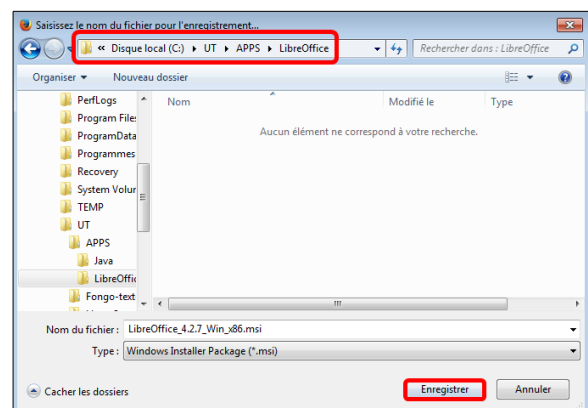 Saisissez le nom du fichier pour l'enregistrement...
« Disque local (C:) ▸ UT ▸ APPS ▸ LibreOffice
Rechercher dans : LibreOffice
Organiser ▾ Nouveau dossier
Nom Modifié le Type
Aucun élément ne correspond à votre recherche.
PerfLogs
Program File
ProgramData
Programmes
Recovery
System Volur
TEMP
UT
APPS
Java
LibreOffic
Fongo-text
Nom du fichier : LibreOffice_4.2.7_Win_x86.msi
Type : Windows Installer Package (*.msi)
Cacher les dossiers Enregistrer Annuler